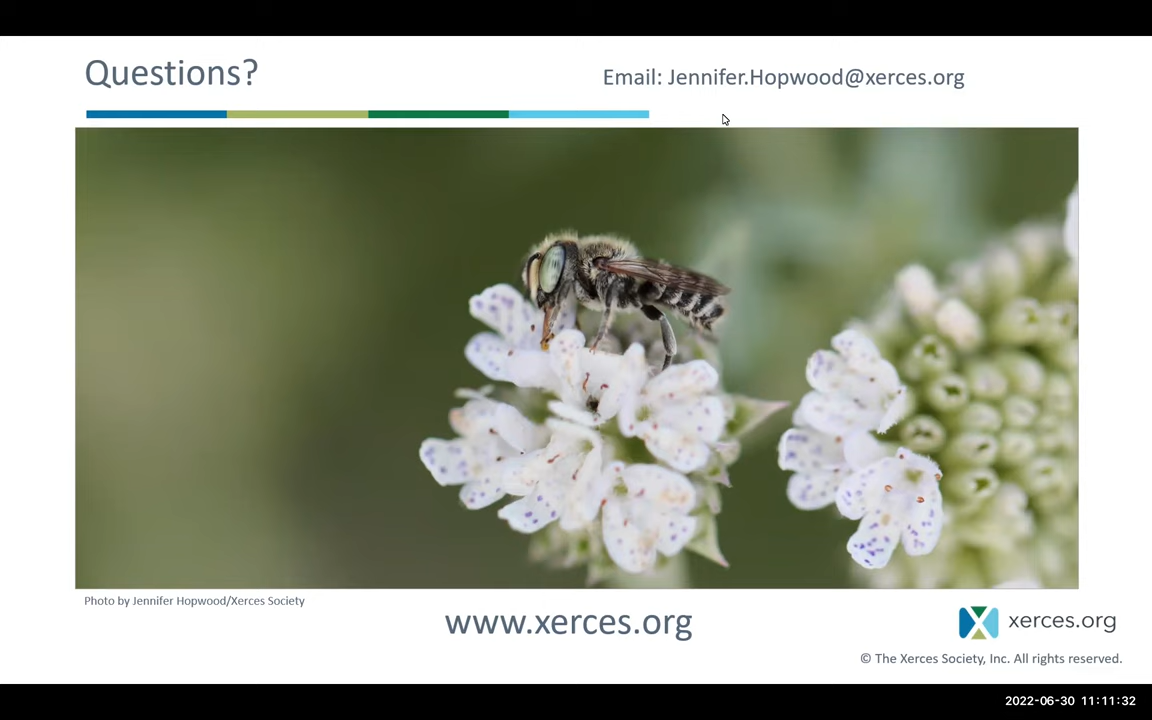 Questions?
Email: Jennifer.Hopwood@xerces.org
Photo by Jennifer Hopwood/Xerces Society
www.xerces.org
xerces.org
© The Xerces Society, Inc. All rights reserved.
2022-06-30 11:11:32